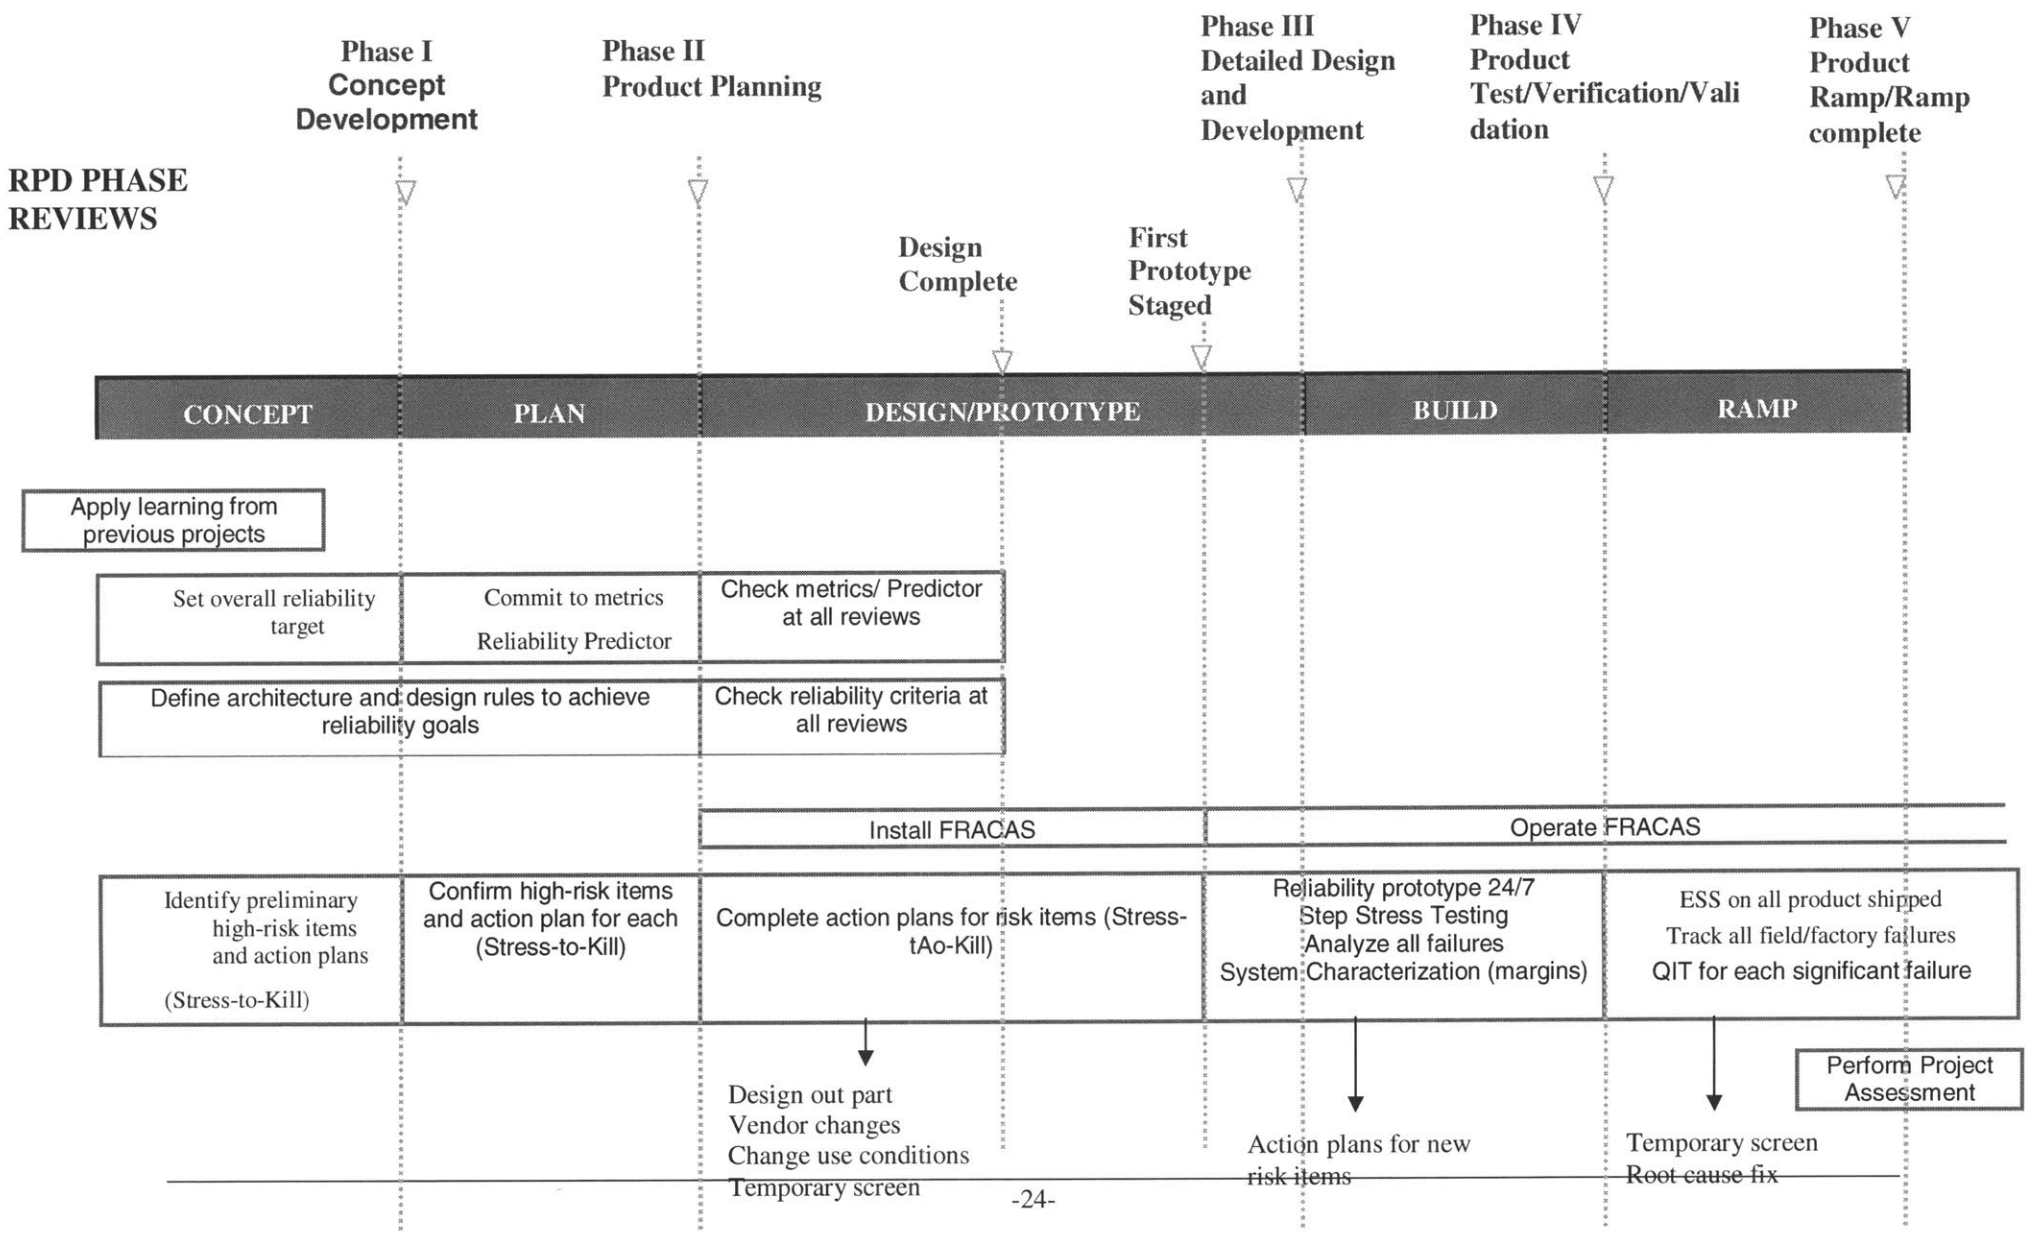 Phase I
Concept
Development
Phase II
Product Planning
Phase III
Detailed Design
and
Development
Phase IV
Product
Test/Verification/Vali
dation
Phase V
Product
Ramp/Ramp
complete
RPD PHASE
REVIEWS
Design
Complete
First
Prototype
Staged
CONCEPT
PLAN
DESIGN/PROTOTYPE
BUILD
RAMP
Apply learning from
previous projects
Set overall reliability
target
Commit to metrics
Reliability Predictor
Check metrics/ Predictor
at all reviews
Define architecture and design rules to achieve
reliability goals
Check reliability criteria at
all reviews
Install FRACAS
Operate FRACAS
Identify preliminary
high-risk items
and action plans
(Stress-to-Kill)
Confirm high-risk items
and action plan for each
(Stress-to-Kill)
Complete action plans for risk items (Stress-
tAo-Kill)
Reliability prototype 24/7
Step Stress Testing
Analyze all failures
System Characterization (margins)
ESS on all product shipped
Track all field/factory failures
QIT for each significant failure
Perform Project
Assessment
Design out part
Vendor changes
Change use conditions
Temporary screen
Action plans for new
risk items
Temporary screen
Root cause fix
-24-